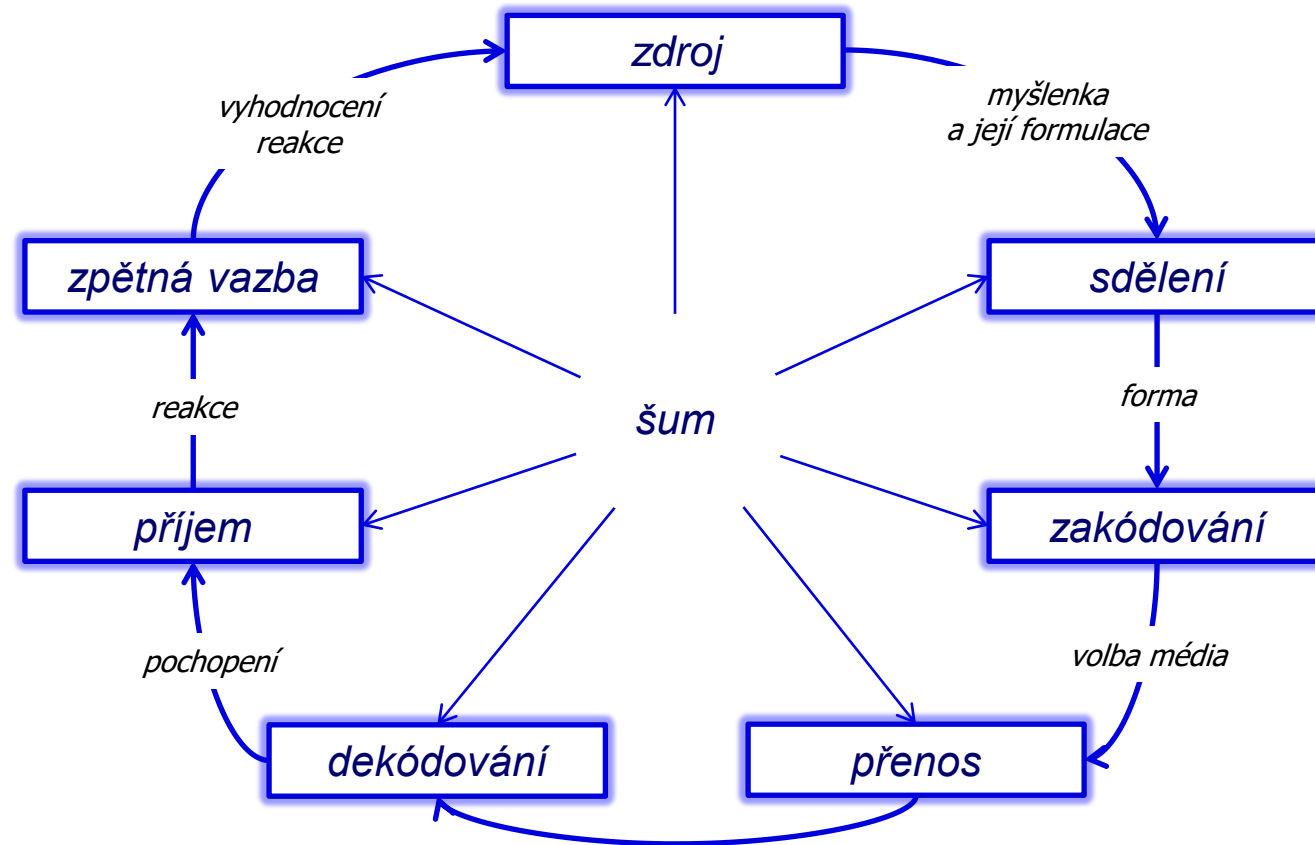 zdroj
vyhodnocení
reakce
myšlenka
a její formulace
zpětná vazba
sdělení
reakce
šum
forma
příjem
zakódování
pochopení
volba média
dekódování
přenos